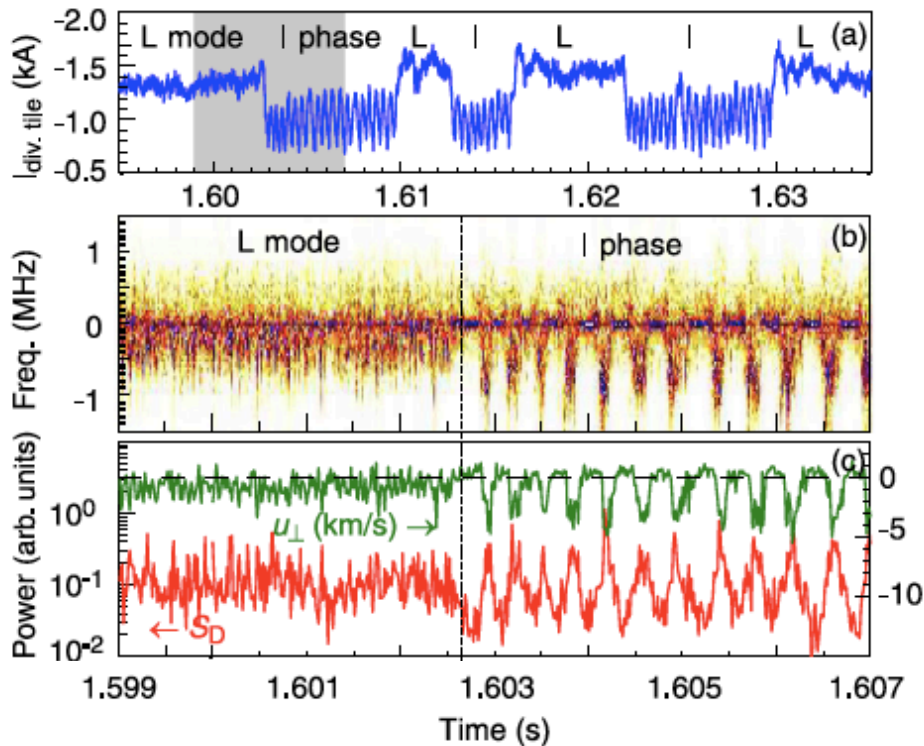 -2.0
L mode I phase L I L I L (a)
-1.5
-1.0
-0.5
I div. tile (kA)
1.60 1.61 1.62 1.63
L mode I phase (b)
1
0
-1
Freq. (MHz)
(c)
10^0
10^-1
10^-2
Power (arb. units)
0
-5
-10
u⊥ (km/s) →
← S_D
1.599 1.601 1.603 1.605 1.607
Time (s)